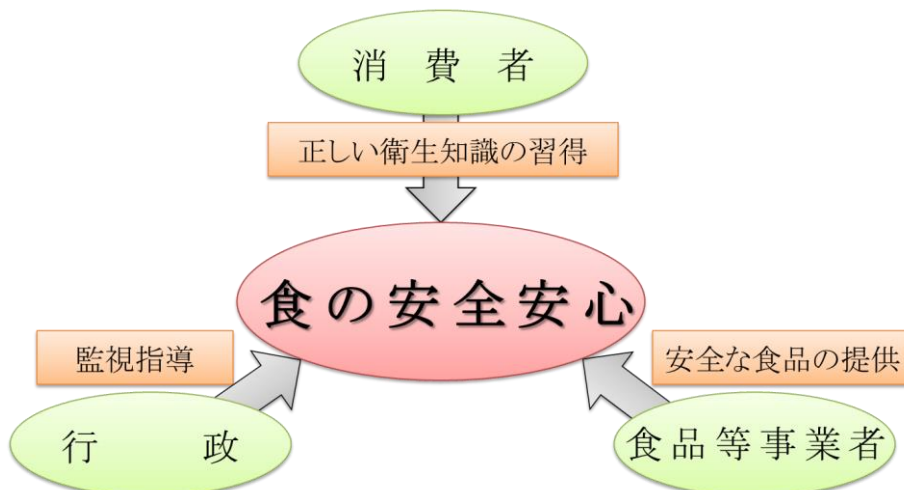 消費者
正しい衛生知識の習得
食の安全安心
監視指導
安全な食品の提供
行政
食品等事業者